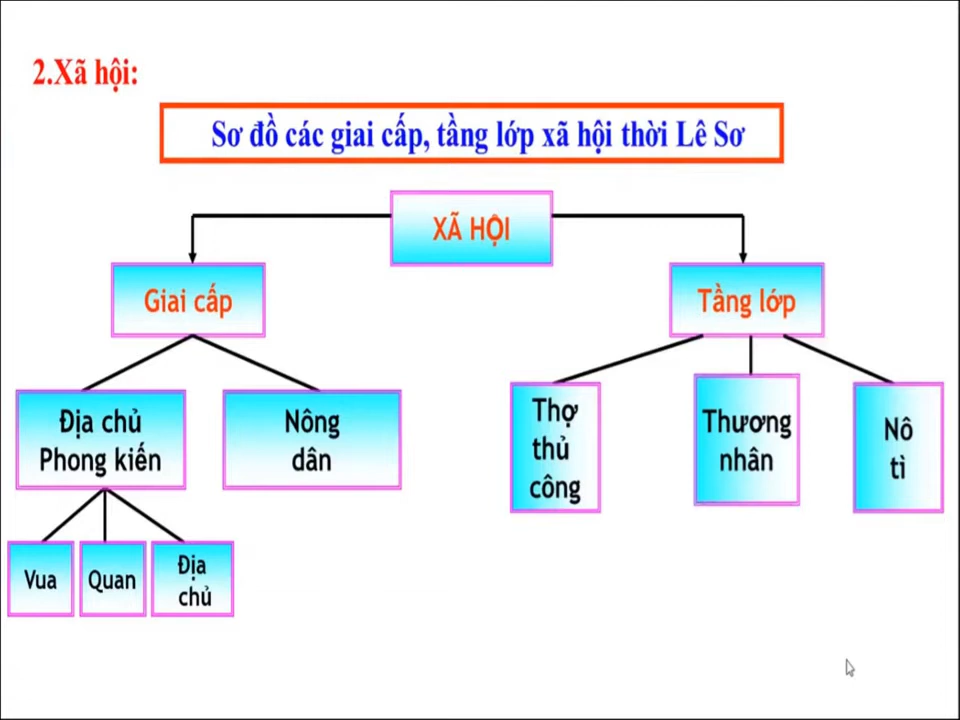 2.Xã hội:
Sơ đồ các giai cấp, tầng lớp xã hội thời Lê Sơ
XÃ HỘI
Giai cấp
Tầng lớp
Địa chủ
Phong kiến
Nông
dân
Thợ
thủ
công
Thương
nhân
Nô
tì
Vua
Quan
Địa
chủ